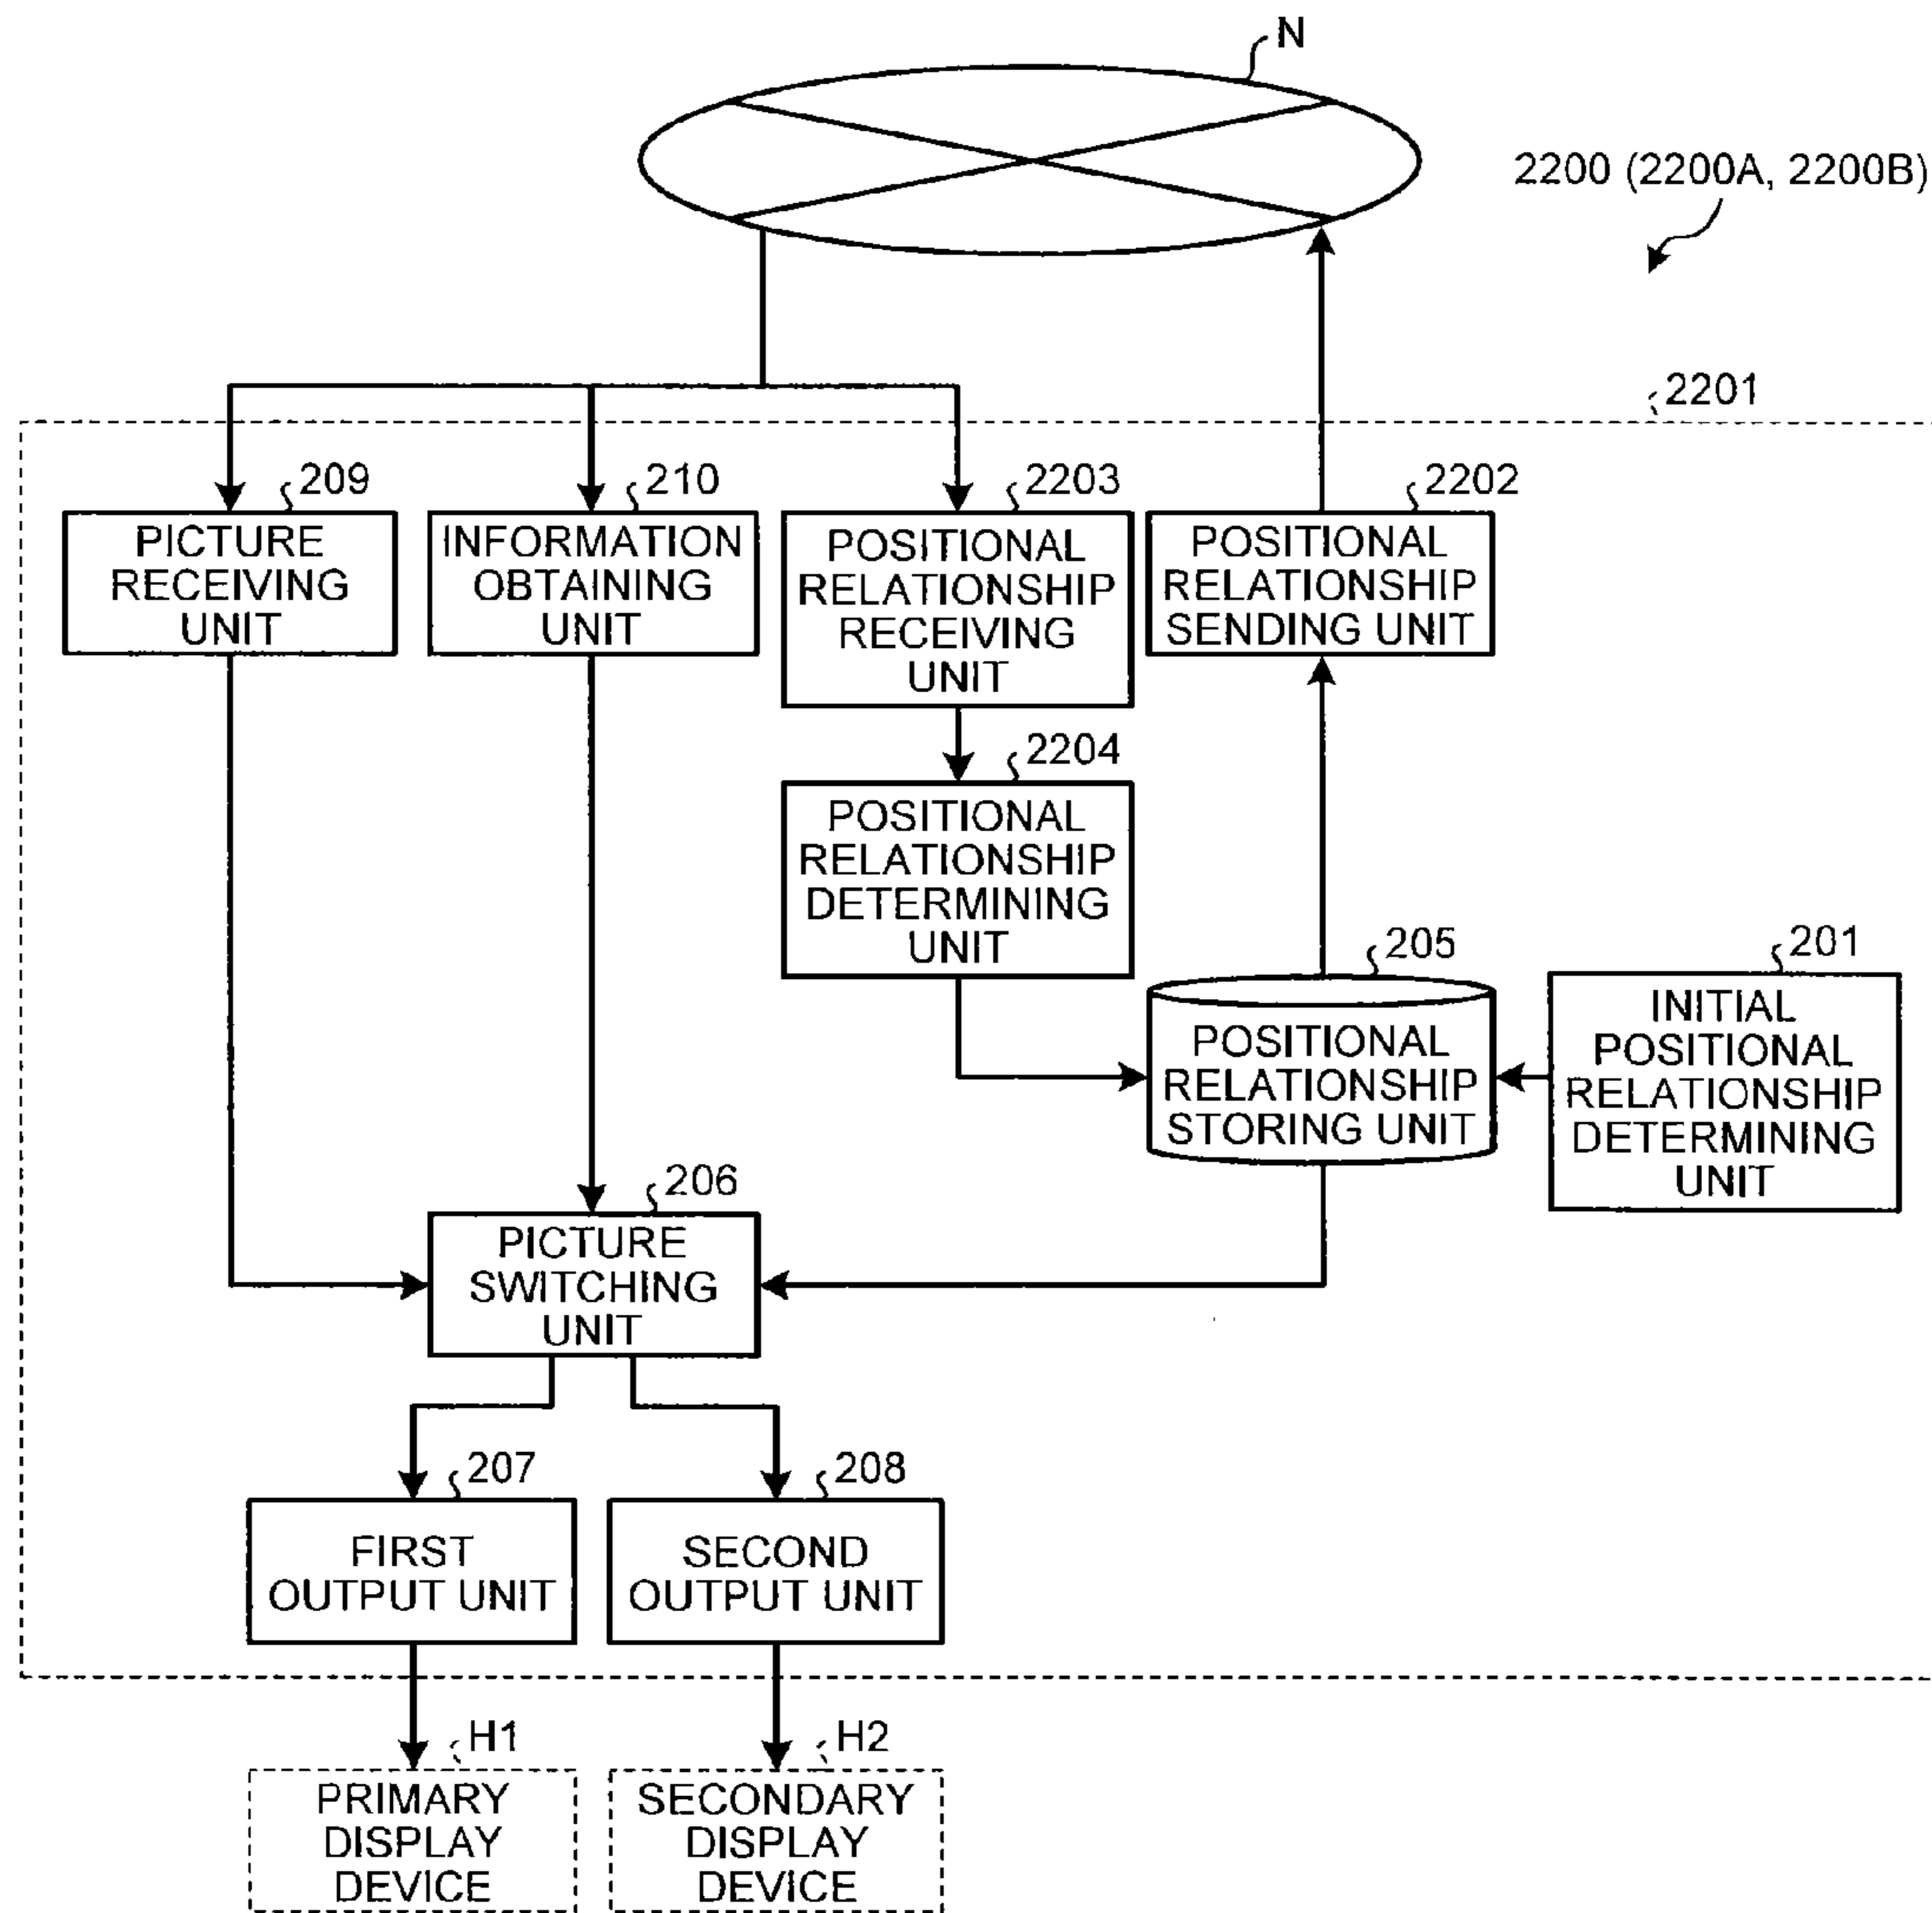 N
2200 (2200A, 2200B)
2201
209
210
2203
2202
PICTURE
RECEIVING
UNIT
INFORMATION
OBTAINING
UNIT
POSITIONAL
RELATIONSHIP
RECEIVING
UNIT
POSITIONAL
RELATIONSHIP
SENDING UNIT
2204
POSITIONAL
RELATIONSHIP
DETERMINING
UNIT
205
POSITIONAL
RELATIONSHIP
STORING UNIT
201
INITIAL
POSITIONAL
RELATIONSHIP
DETERMINING
UNIT
206
PICTURE
SWITCHING
UNIT
207
FIRST
OUTPUT UNIT
208
SECOND
OUTPUT UNIT
H1
PRIMARY
DISPLAY
DEVICE
H2
SECONDARY
DISPLAY
DEVICE